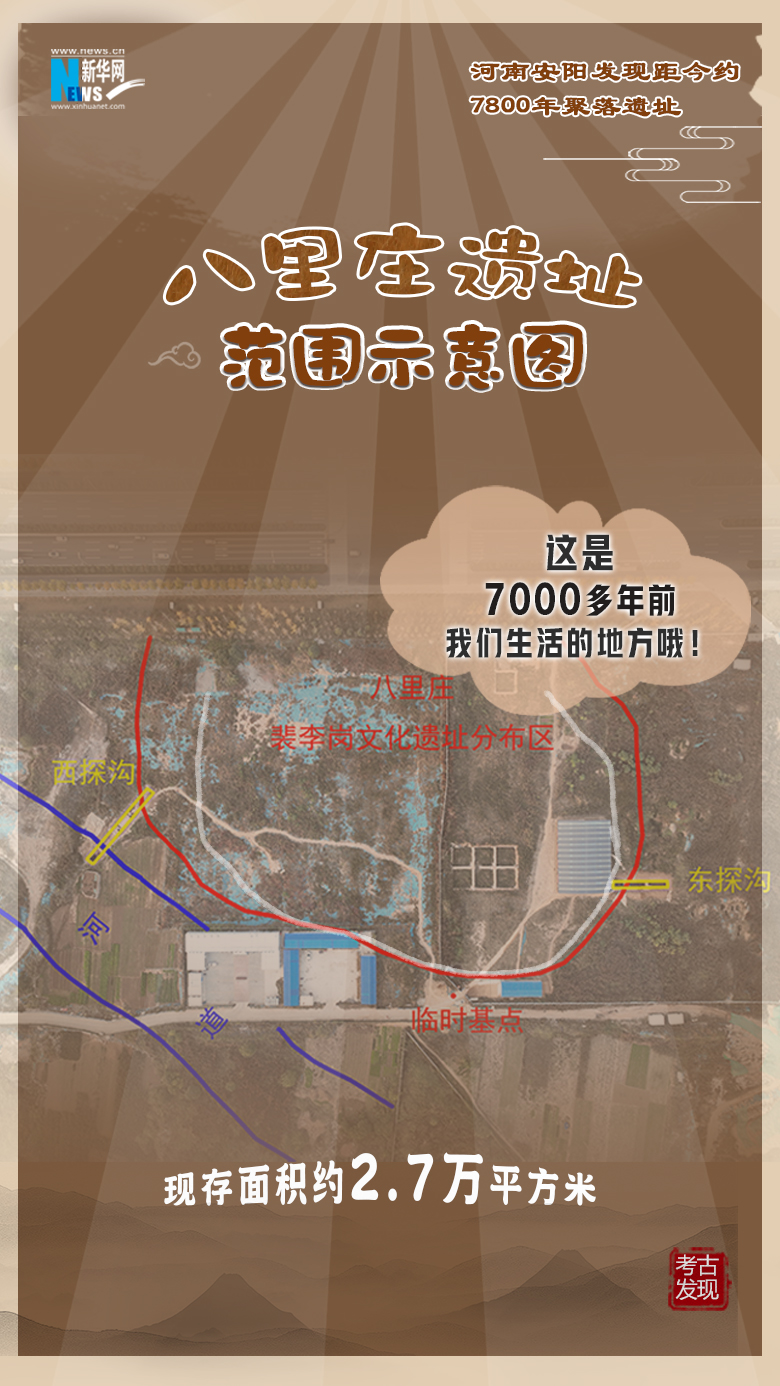 www.news.cn
新华网
NEWS
www.xinhuanet.com
河南安阳发现距今约
7800年聚落遗址
八里庄遗址
范围示意图
这是
7000多年前
我们生活的地方哦！
八里庄
裴李岗文化遗址分布区
西探沟
东探沟
河
道
临时基点
现存面积约2.7万平方米
考古
发现